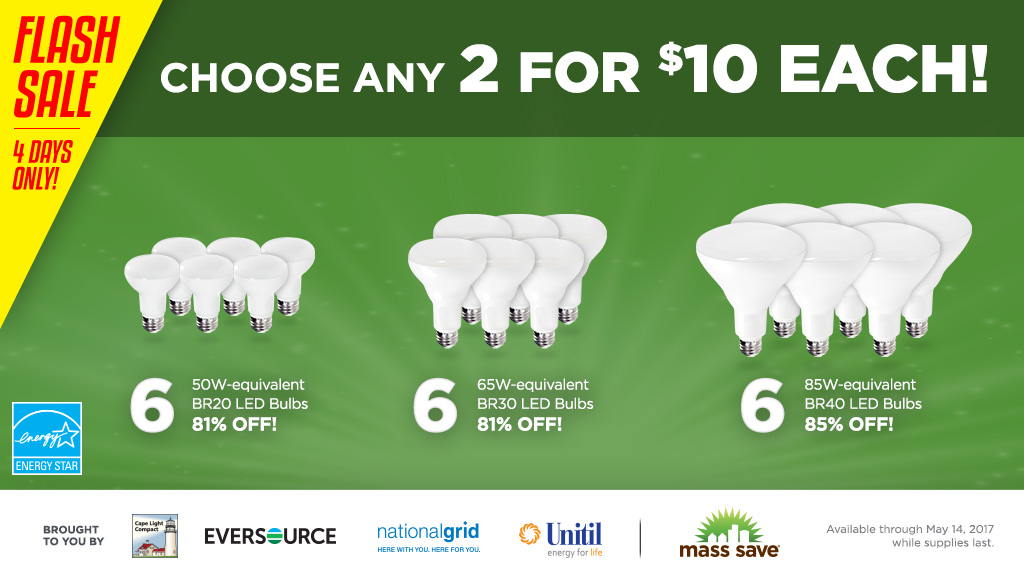 FLASH
SALE
4 DAYS
ONLY!
CHOOSE ANY 2 FOR $10 EACH!
6
50W-equivalent
BR20 LED Bulbs
81% OFF!
6
65W-equivalent
BR30 LED Bulbs
81% OFF!
6
85W-equivalent
BR40 LED Bulbs
85% OFF!
energy
ENERGY STAR
BROUGHT
TO YOU BY
Cape Light
Compact
EVERSOURCE
nationalgrid
HERE WITH YOU. HERE FOR YOU.
Unitil
energy for life
mass save
Available through May 14, 2017
while supplies last.